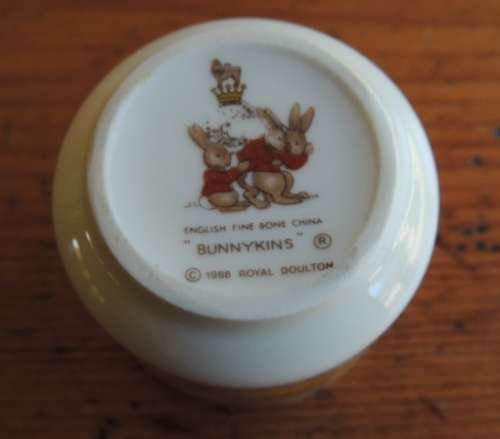 ENGLISH FINE BONE CHINA
" BUNNYKINS " ®
© 1988 ROYAL DOULTON